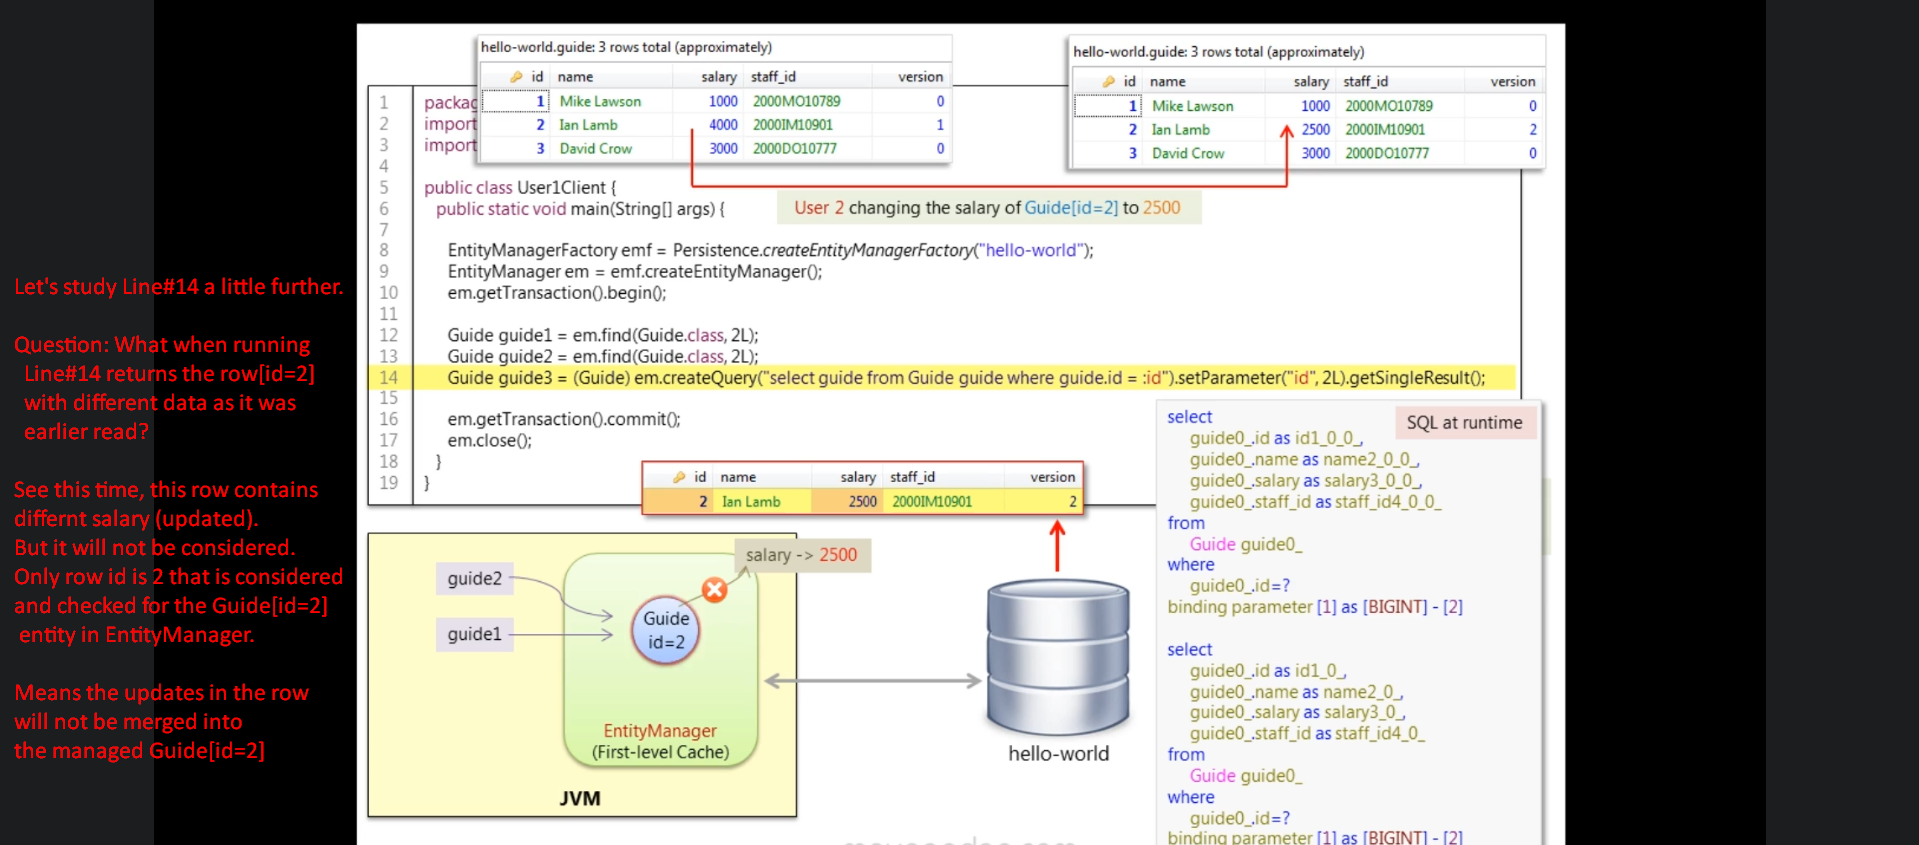 Let's study Line#14 a little further.
Question: What when running
Line#14 returns the row[id=2]
with different data as it was
earlier read?
See this time, this row contains
differnt salary (updated).
But it will not be considered.
Only row id is 2 that is considered
and checked for the Guide[id=2]
entity in EntityManager.
Means the updates in the row
will not be merged into
the managed Guide[id=2]
hello-world.guide: 3 rows total (approximately)
id name salary staff_id version
1 Mike Lawson 1000 2000MO10789 0
2 Ian Lamb 4000 2000IM10901 1
3 David Crow 3000 2000DO10777 0
hello-world.guide: 3 rows total (approximately)
id name salary staff_id version
1 Mike Lawson 1000 2000MO10789 0
2 Ian Lamb 2500 2000IM10901 2
3 David Crow 3000 2000DO10777 0
User 2 changing the salary of Guide[id=2] to 2500
1 packag
2 import
3 import
4
5 public class User1Client {
6 public static void main(String[] args) {
7
8 EntityManagerFactory emf = Persistence.createEntityManagerFactory("hello-world");
9 EntityManager em = emf.createEntityManager();
10 em.getTransaction().begin();
11
12 Guide guide1 = em.find(Guide.class, 2L);
13 Guide guide2 = em.find(Guide.class, 2L);
14 Guide guide3 = (Guide) em.createQuery("select guide from Guide guide where guide.id = :id").setParameter("id", 2L).getSingleResult();
15
16 em.getTransaction().commit();
17 em.close();
18 }
19 }
id name salary staff_id version
2 Ian Lamb 2500 2000IM10901 2
salary -> 2500
guide2
guide1
Guide
id=2
EntityManager
(First-level Cache)
JVM
hello-world
SQL at runtime
select
guide0_.id as id1_0_0_,
guide0_.name as name2_0_0_,
guide0_.salary as salary3_0_0_,
guide0_.staff_id as staff_id4_0_0_
from
Guide guide0_
where
guide0_.id=?
binding parameter [1] as [BIGINT] - [2]
select
guide0_.id as id1_0_,
guide0_.name as name2_0_,
guide0_.salary as salary3_0_,
guide0_.staff_id as staff_id4_0_
from
Guide guide0_
where
guide0_.id=?
binding parameter [1] as [BIGINT] - [2]